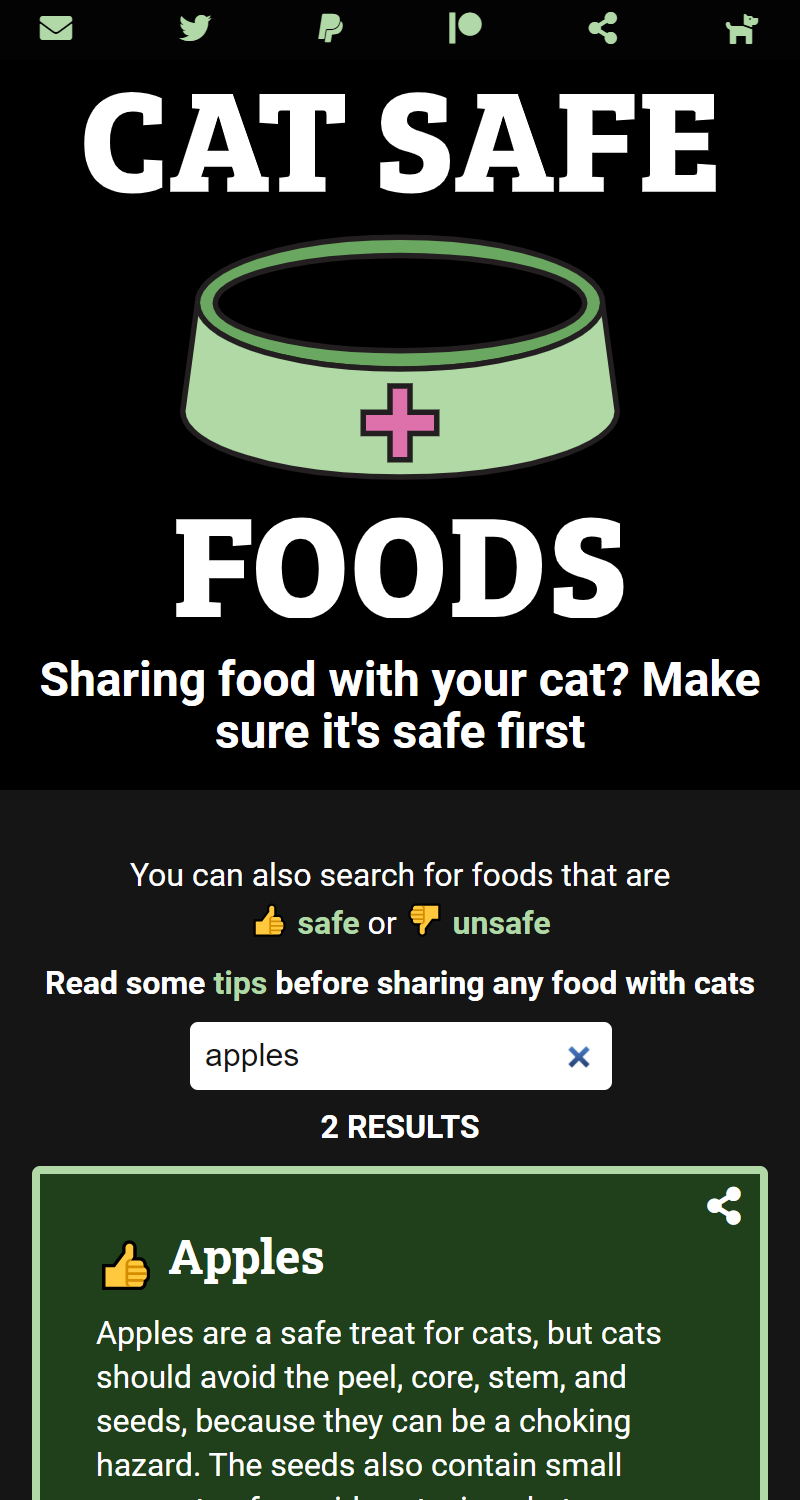 CAT SAFE
FOODS
Sharing food with your cat? Make
sure it's safe first
You can also search for foods that are
👍 safe or 👎 unsafe
Read some tips before sharing any food with cats
apples
2 RESULTS
👍 Apples
Apples are a safe treat for cats, but cats
should avoid the peel, core, stem, and
seeds, because they can be a choking
hazard. The seeds also contain small